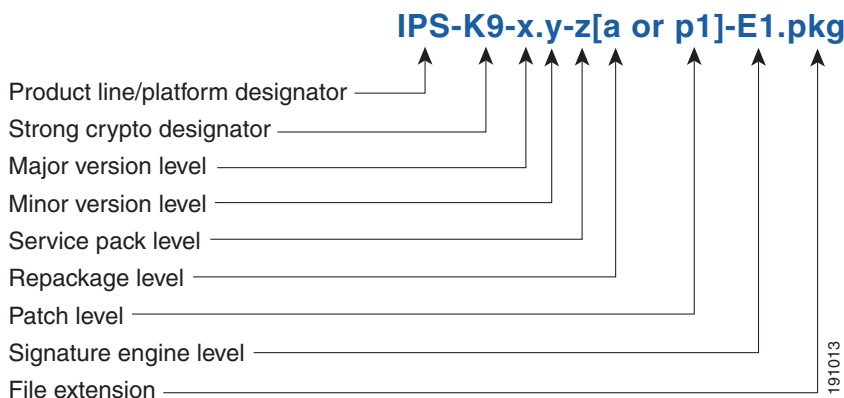 IPS-K9-x.y-z[a or p1]-E1.pkg
Product line/platform designator
Strong crypto designator
Major version level
Minor version level
Service pack level
Repackage level
Patch level
Signature engine level
File extension
191013